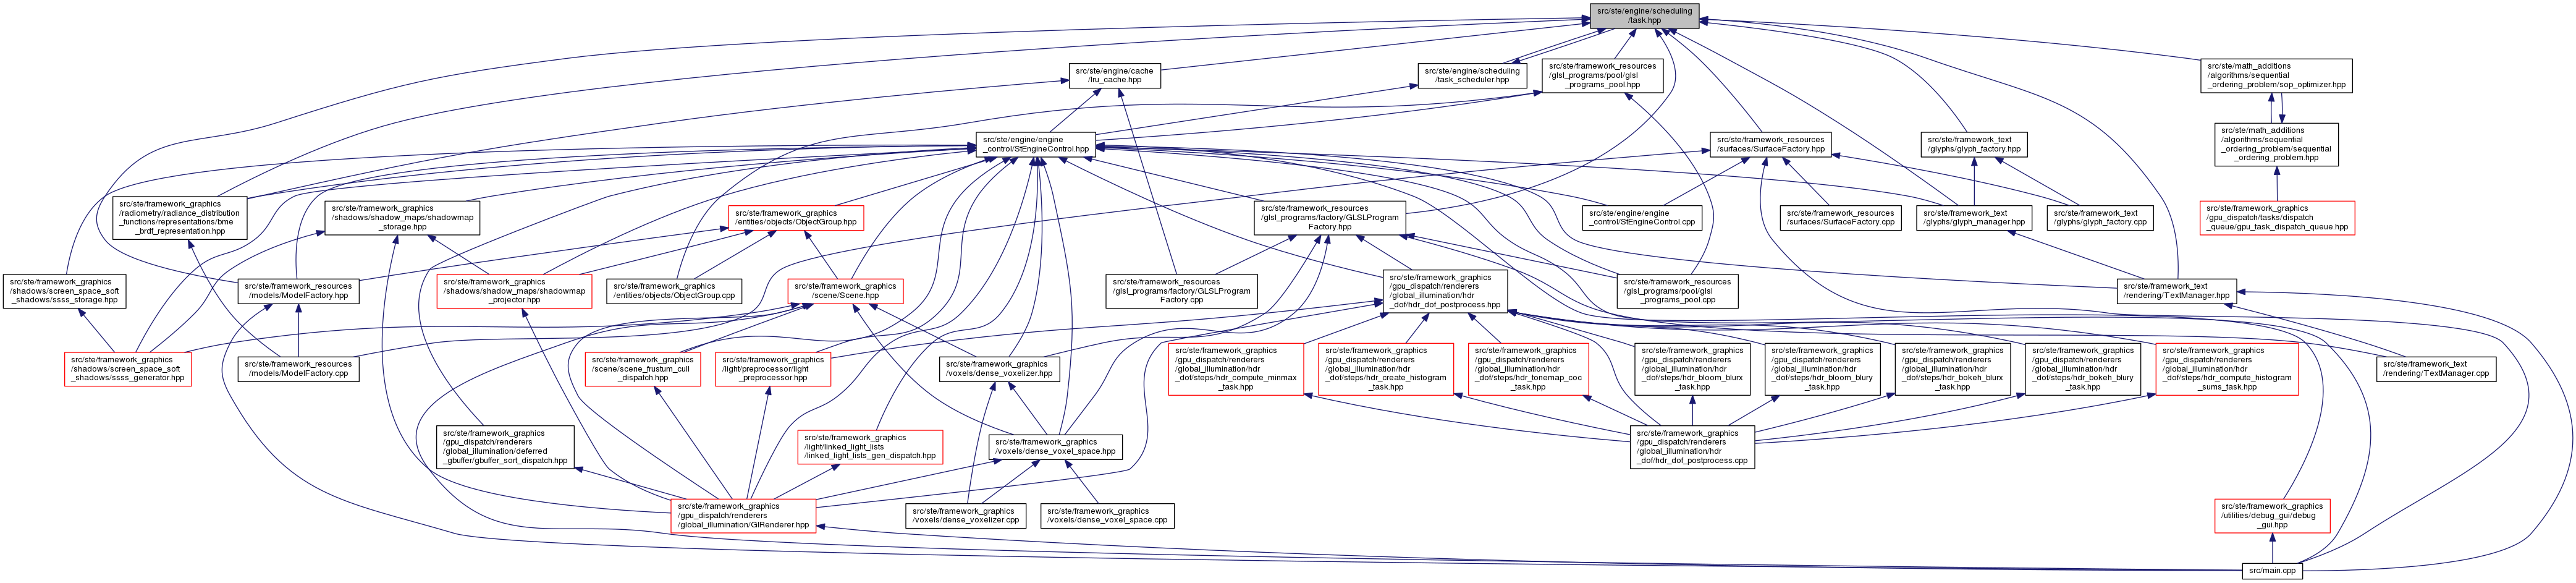 src/ste/engine/scheduling
/task.hpp
src/ste/engine/cache
/lru_cache.hpp
src/ste/engine/scheduling
/task_scheduler.hpp
src/ste/framework_resources
/glsl_programs/pool/glsl
_programs_pool.hpp
src/ste/math_additions
/algorithms/sequential
_ordering_problem/sop_optimizer.hpp
src/ste/engine/engine
_control/StEngineControl.hpp
src/ste/framework_resources
/surfaces/SurfaceFactory.hpp
src/ste/framework_text
/glyphs/glyph_factory.hpp
src/ste/math_additions
/algorithms/sequential
_ordering_problem/sequential
_ordering_problem.hpp
src/ste/framework_graphics
/radiometry/radiance_distribution
_functions/representations/bme
_brdf_representation.hpp
src/ste/framework_graphics
/shadows/shadow_maps/shadowmap
_storage.hpp
src/ste/framework_graphics
/entities/objects/ObjectGroup.hpp
src/ste/framework_resources
/glsl_programs/factory/GLSLProgram
Factory.hpp
src/ste/engine/engine
_control/StEngineControl.cpp
src/ste/framework_resources
/surfaces/SurfaceFactory.cpp
src/ste/framework_text
/glyphs/glyph_manager.hpp
src/ste/framework_text
/glyphs/glyph_factory.cpp
src/ste/framework_graphics
/gpu_dispatch/tasks/dispatch
_queue/gpu_task_dispatch_queue.hpp
src/ste/framework_graphics
/shadows/screen_space_soft
_shadows/ssss_storage.hpp
src/ste/framework_resources
/models/ModelFactory.hpp
src/ste/framework_graphics
/shadows/shadow_maps/shadowmap
_projector.hpp
src/ste/framework_graphics
/entities/objects/ObjectGroup.cpp
src/ste/framework_graphics
/scene/Scene.hpp
src/ste/framework_resources
/glsl_programs/factory/GLSLProgram
Factory.cpp
src/ste/framework_graphics
/gpu_dispatch/renderers
/global_illumination/hdr
_dof/hdr_dof_postprocess.hpp
src/ste/framework_resources
/glsl_programs/pool/glsl
_programs_pool.cpp
src/ste/framework_text
/rendering/TextManager.hpp
src/ste/framework_graphics
/shadows/screen_space_soft
_shadows/ssss_generator.hpp
src/ste/framework_resources
/models/ModelFactory.cpp
src/ste/framework_graphics
/scene/scene_frustum_cull
_dispatch.hpp
src/ste/framework_graphics
/light/preprocessor/light
_preprocessor.hpp
src/ste/framework_graphics
/voxels/dense_voxelizer.hpp
src/ste/framework_graphics
/gpu_dispatch/renderers
/global_illumination/hdr
_dof/steps/hdr_compute_minmax
_task.hpp
src/ste/framework_graphics
/gpu_dispatch/renderers
/global_illumination/hdr
_dof/steps/hdr_create_histogram
_task.hpp
src/ste/framework_graphics
/gpu_dispatch/renderers
/global_illumination/hdr
_dof/steps/hdr_tonemap_coc
_task.hpp
src/ste/framework_graphics
/gpu_dispatch/renderers
/global_illumination/hdr
_dof/steps/hdr_bloom_blurx
_task.hpp
src/ste/framework_graphics
/gpu_dispatch/renderers
/global_illumination/hdr
_dof/steps/hdr_bloom_blury
_task.hpp
src/ste/framework_graphics
/gpu_dispatch/renderers
/global_illumination/hdr
_dof/steps/hdr_bokeh_blurx
_task.hpp
src/ste/framework_graphics
/gpu_dispatch/renderers
/global_illumination/hdr
_dof/steps/hdr_bokeh_blury
_task.hpp
src/ste/framework_graphics
/gpu_dispatch/renderers
/global_illumination/hdr
_dof/steps/hdr_compute_histogram
_sums_task.hpp
src/ste/framework_text
/rendering/TextManager.cpp
src/ste/framework_graphics
/gpu_dispatch/renderers
/global_illumination/deferred
_gbuffer/gbuffer_sort_dispatch.hpp
src/ste/framework_graphics
/light/linked_light_lists
/linked_light_lists_gen_dispatch.hpp
src/ste/framework_graphics
/voxels/dense_voxel_space.hpp
src/ste/framework_graphics
/gpu_dispatch/renderers
/global_illumination/hdr
_dof/hdr_dof_postprocess.cpp
src/ste/framework_graphics
/gpu_dispatch/renderers
/global_illumination/GIRenderer.hpp
src/ste/framework_graphics
/voxels/dense_voxelizer.cpp
src/ste/framework_graphics
/voxels/dense_voxel_space.cpp
src/ste/framework_graphics
/utilities/debug_gui/debug
_gui.hpp
src/main.cpp